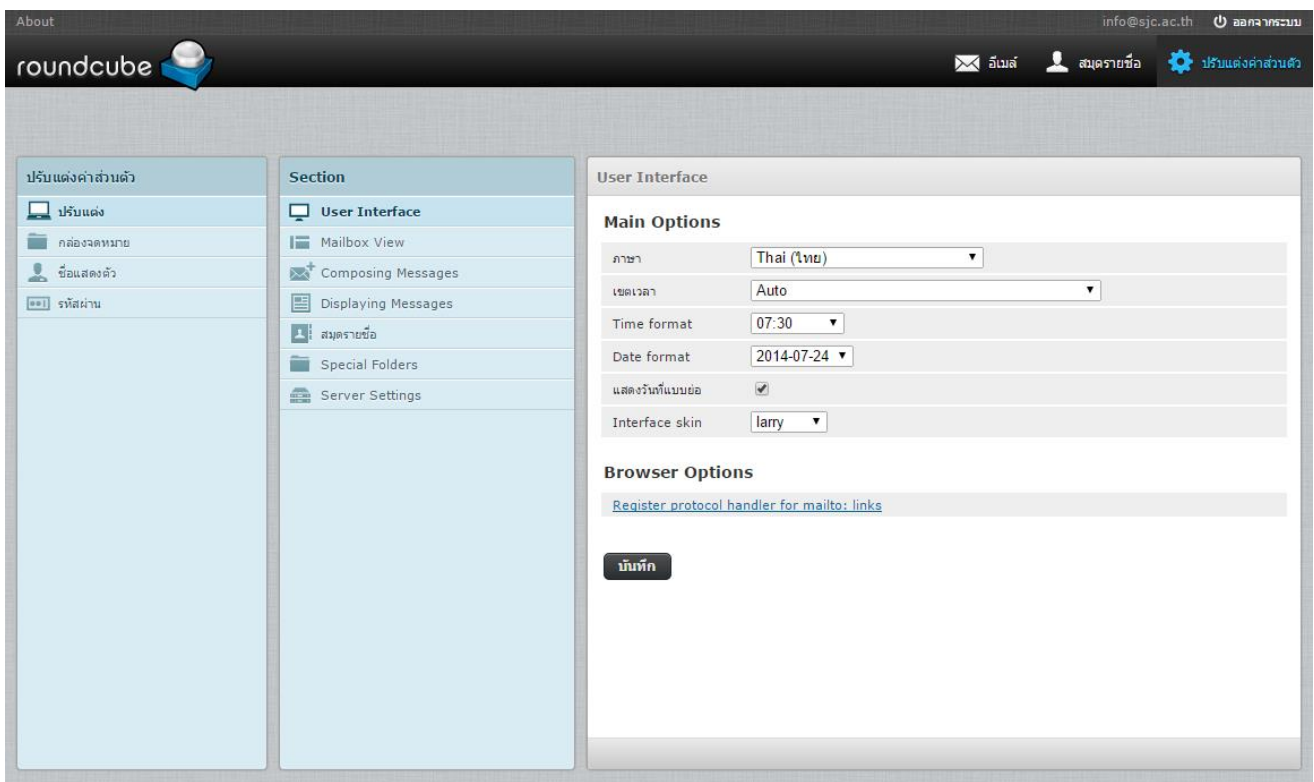 About
info@sjc.ac.th ออกจากระบบ
roundcube
อีเมล์ สมุดรายชื่อ ปรับแต่งค่าส่วนตัว
ปรับแต่งค่าส่วนตัว
ปรับแต่ง
กล่องจดหมาย
ชื่อแสดงตัว
รหัสผ่าน
Section
User Interface
Mailbox View
Composing Messages
Displaying Messages
สมุดรายชื่อ
Special Folders
Server Settings
User Interface
Main Options
ภาษา Thai (ไทย)
เขตเวลา Auto
Time format 07:30
Date format 2014-07-24
แสดงวันที่แบบย่อ
Interface skin larry
Browser Options
Register protocol handler for mailto: links
บันทึก